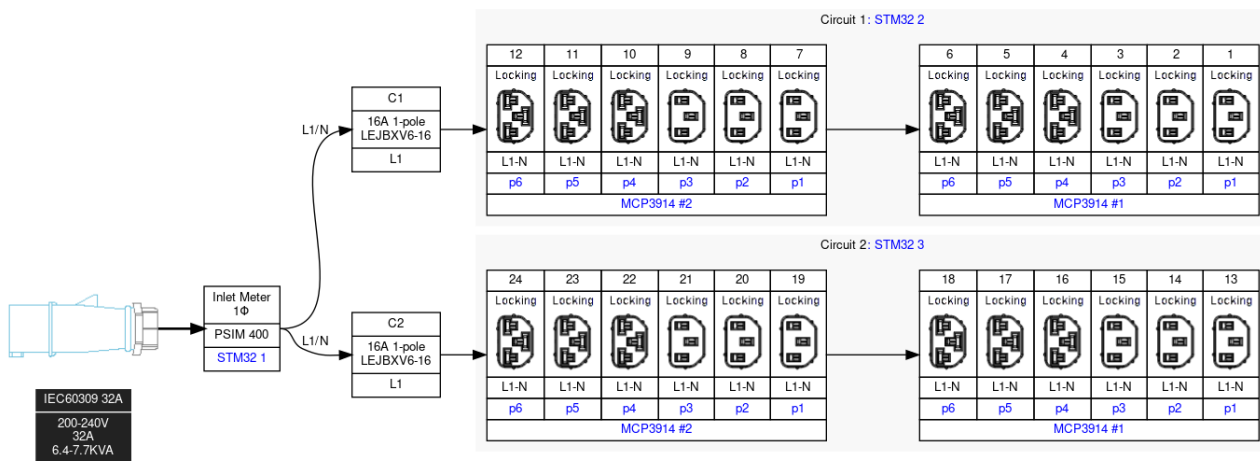 Circuit 1: STM32 2
12 11 10 9 8 7
Locking Locking Locking Locking Locking Locking
L1-N L1-N L1-N L1-N L1-N L1-N
p6 p5 p4 p3 p2 p1
MCP3914 #2
6 5 4 3 2 1
Locking Locking Locking Locking Locking Locking
L1-N L1-N L1-N L1-N L1-N L1-N
p6 p5 p4 p3 p2 p1
MCP3914 #1
C1
16A 1-pole
LEJBXV6-16
L1
L1/N
Circuit 2: STM32 3
24 23 22 21 20 19
Locking Locking Locking Locking Locking Locking
L1-N L1-N L1-N L1-N L1-N L1-N
p6 p5 p4 p3 p2 p1
MCP3914 #2
18 17 16 15 14 13
Locking Locking Locking Locking Locking Locking
L1-N L1-N L1-N L1-N L1-N L1-N
p6 p5 p4 p3 p2 p1
MCP3914 #1
Inlet Meter
1Φ
PSIM 400
STM32 1
L1/N
C2
16A 1-pole
LEJBXV6-16
L1
IEC60309 32A
200-240V
32A
6.4-7.7KVA